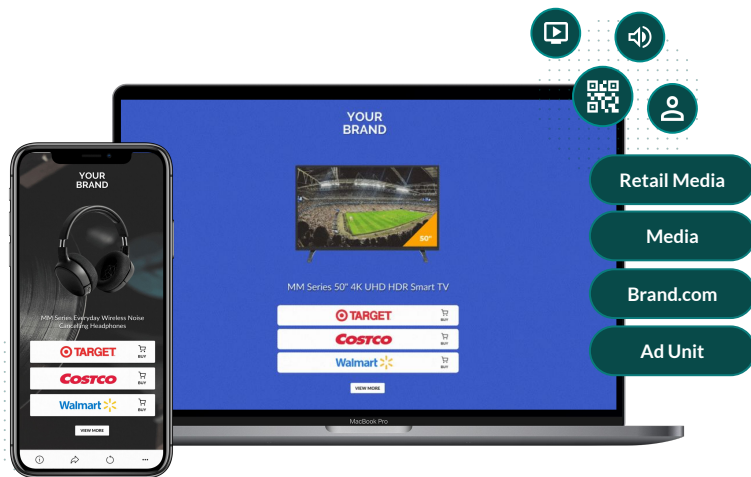 YOUR
BRAND
MM Series Everyday Wireless Noise
Cancelling Headphones
TARGET
BUY
COSTCO
BUY
Walmart
BUY
VIEW MORE
YOUR
BRAND
50"
MM Series 50" 4K UHD HDR Smart TV
TARGET
BUY
COSTCO
BUY
Walmart
BUY
VIEW MORE
MacBook Pro
Retail Media
Media
Brand.com
Ad Unit